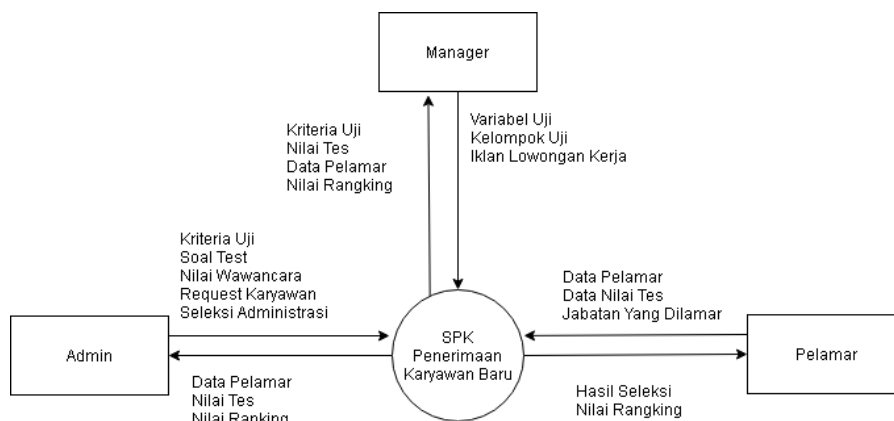 Manager
Kriteria Uji
Nilai Tes
Data Pelamar
Nilai Rangking
Variabel Uji
Kelompok Uji
Iklan Lowongan Kerja
Kriteria Uji
Soal Test
Nilai Wawancara
Request Karyawan
Seleksi Administrasi
Data Pelamar
Data Nilai Tes
Jabatan Yang Dilamar
Admin
SPK
Penerimaan
Karyawan Baru
Pelamar
Data Pelamar
Nilai Tes
Nilai Ranking
Hasil Seleksi
Nilai Rangking